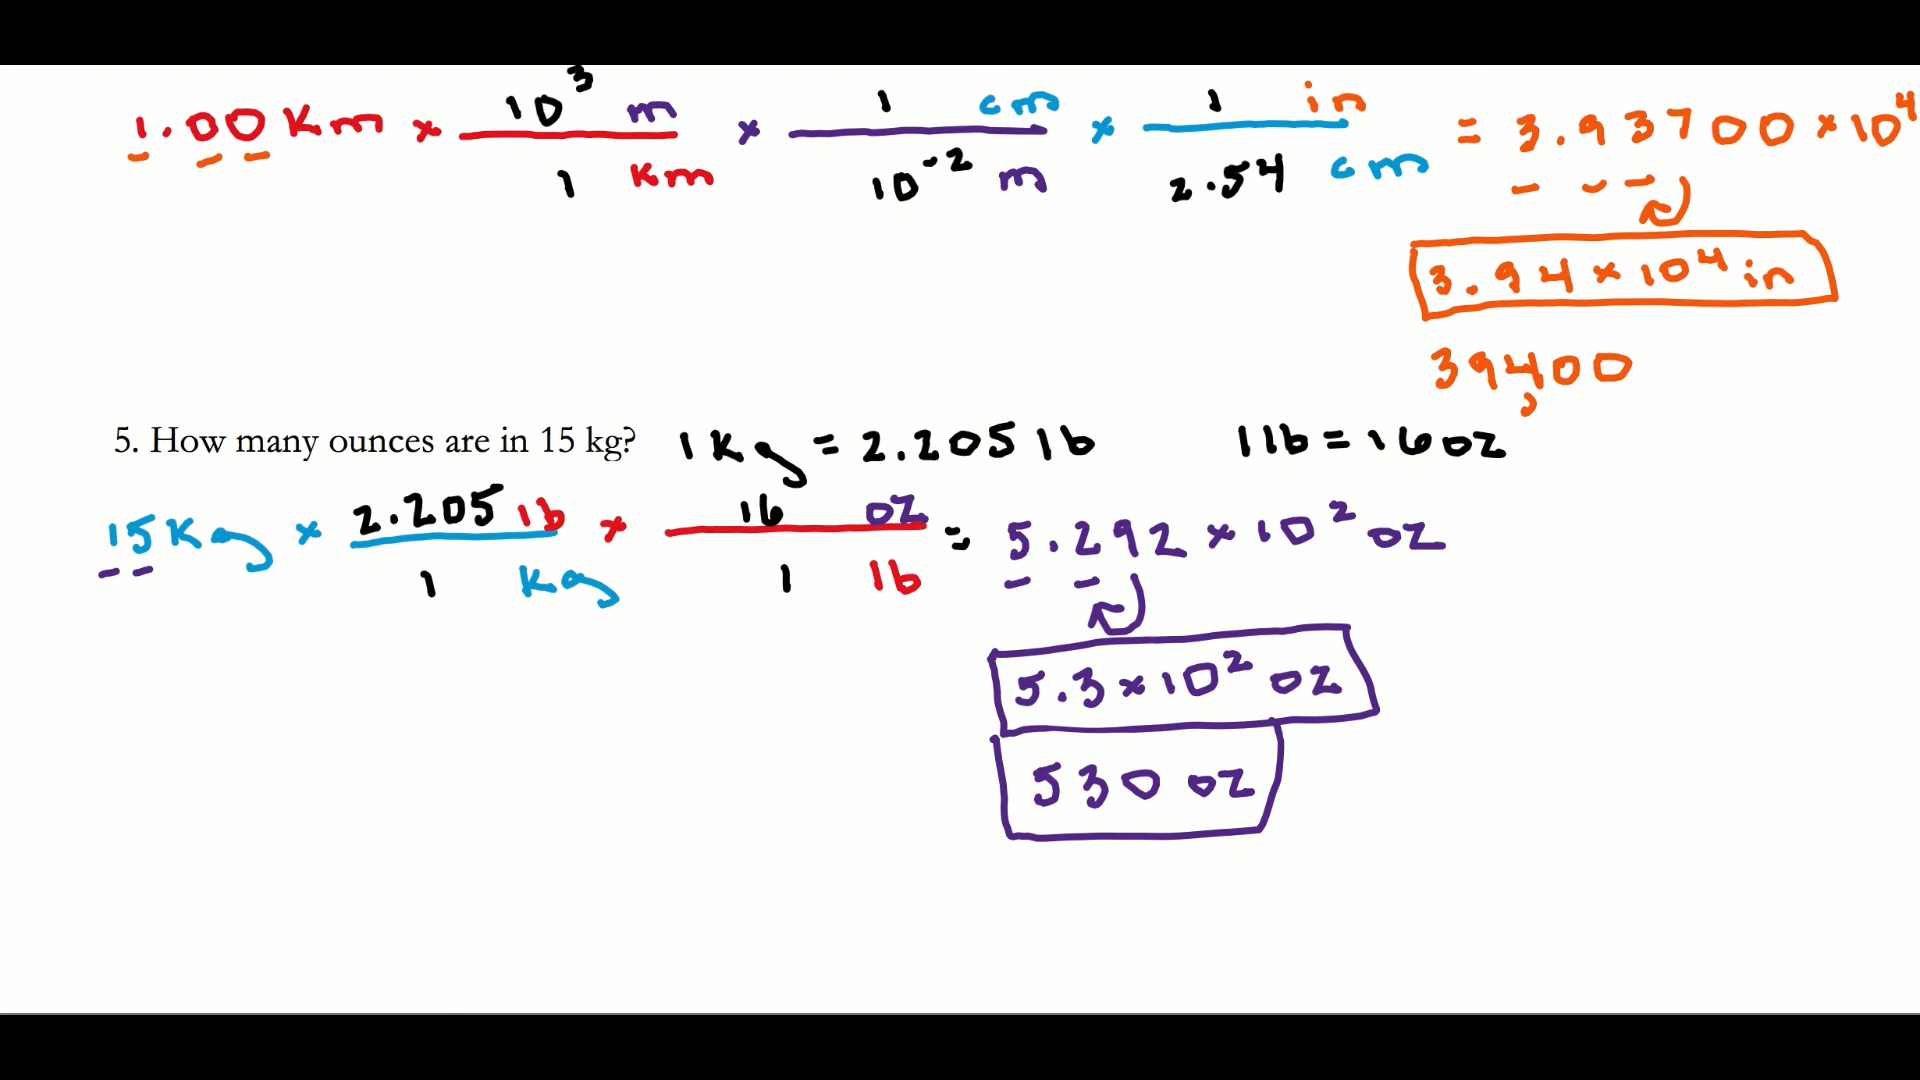 1.00 Km × 10³ m / 1 Km × 1 cm / 10⁻² m × 1 in / 2.54 cm = 3.93700 × 10⁴
3.94 × 10⁴ in
39,400
5. How many ounces are in 15 kg? 1 Kg = 2.205 lb 1 lb = 16 oz
15 Kg × 2.205 lb / 1 Kg × 16 oz / 1 lb = 5.292 × 10² oz
5.3 × 10² oz
530 oz